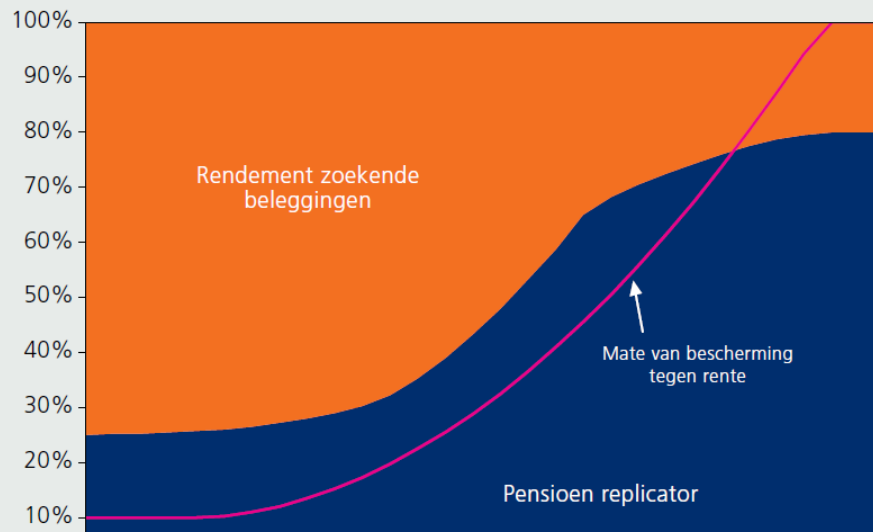 100%
90%
80%
70%
60%
50%
40%
30%
20%
10%
Rendement zoekende
beleggingen
Mate van bescherming
tegen rente
Pensioen replicator